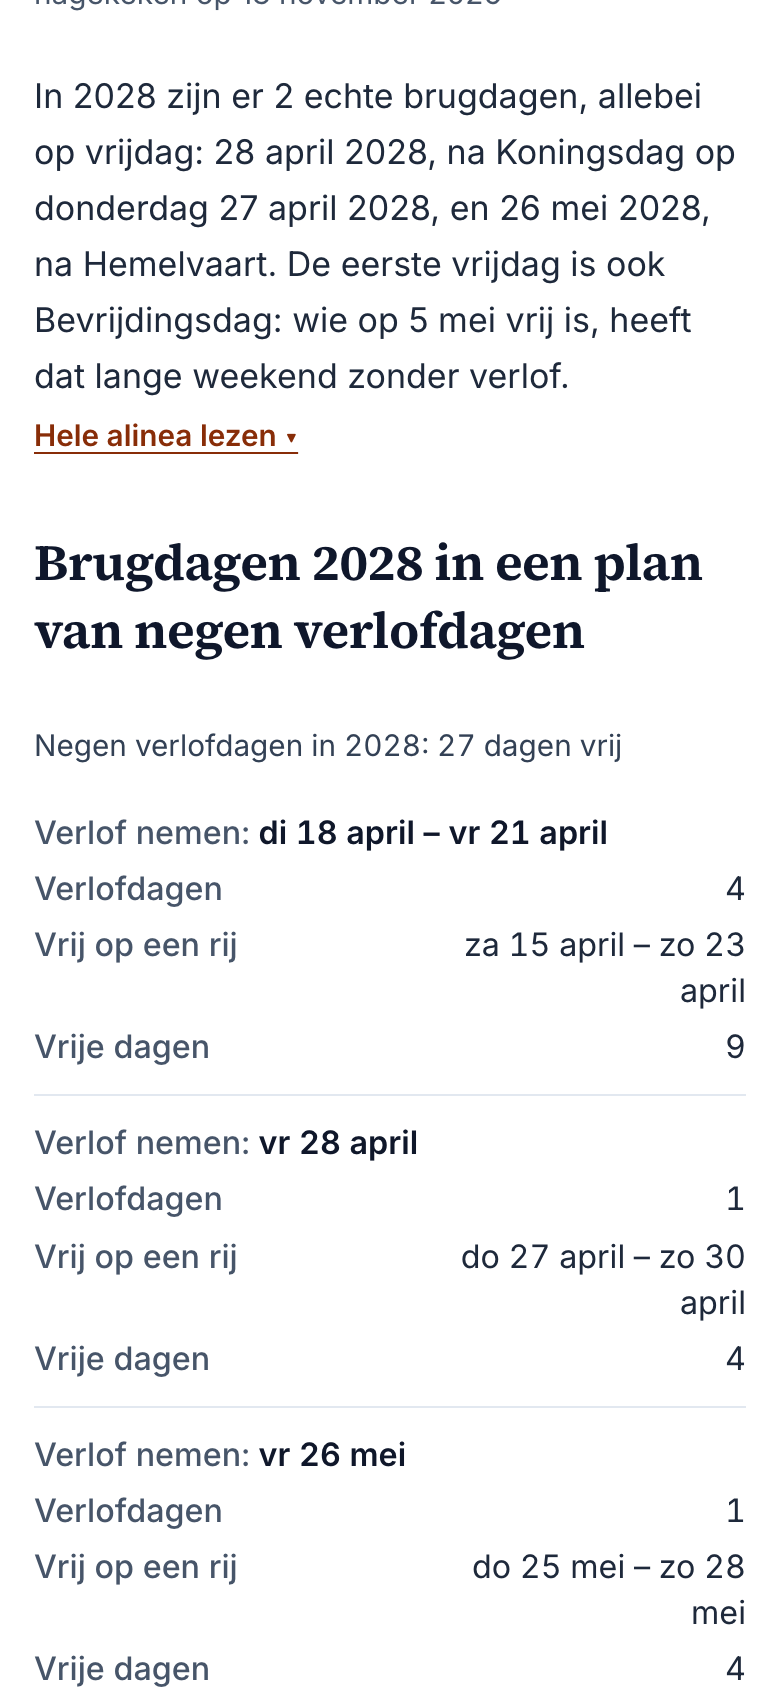 In 2028 zijn er 2 echte brugdagen, allebei
op vrijdag: 28 april 2028, na Koningsdag op
donderdag 27 april 2028, en 26 mei 2028,
na Hemelvaart. De eerste vrijdag is ook
Bevrijdingsdag: wie op 5 mei vrij is, heeft
dat lange weekend zonder verlof.
Hele alinea lezen ▾
Brugdagen 2028 in een plan
van negen verlofdagen
Negen verlofdagen in 2028: 27 dagen vrij
Verlof nemen: di 18 april – vr 21 april
Verlofdagen 4
Vrij op een rij za 15 april – zo 23
april
Vrije dagen 9
Verlof nemen: vr 28 april
Verlofdagen 1
Vrij op een rij do 27 april – zo 30
april
Vrije dagen 4
Verlof nemen: vr 26 mei
Verlofdagen 1
Vrij op een rij do 25 mei – zo 28
mei
Vrije dagen 4